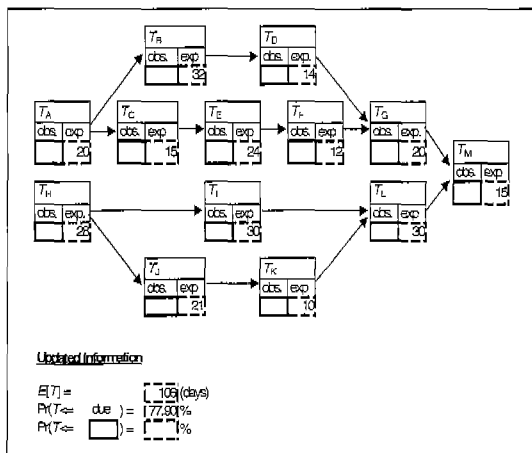 T_B T_D
obs. exp obs. exp.
32 14
T_A T_C T_E T_F T_G
obs. exp obs. exp. obs. exp. obs. exp obs. exp.
20 15 24 12 20
T_M
obs. exp
15
T_H T_I T_L
obs. exp. obs. exp. obs. exp.
28 30 30
T_J T_K
obs. exp obs. exp
21 10
Updated Information
E[T] = 106 (days)
Pr(T<= due ) = 77.90 %
Pr(T<= ) = %